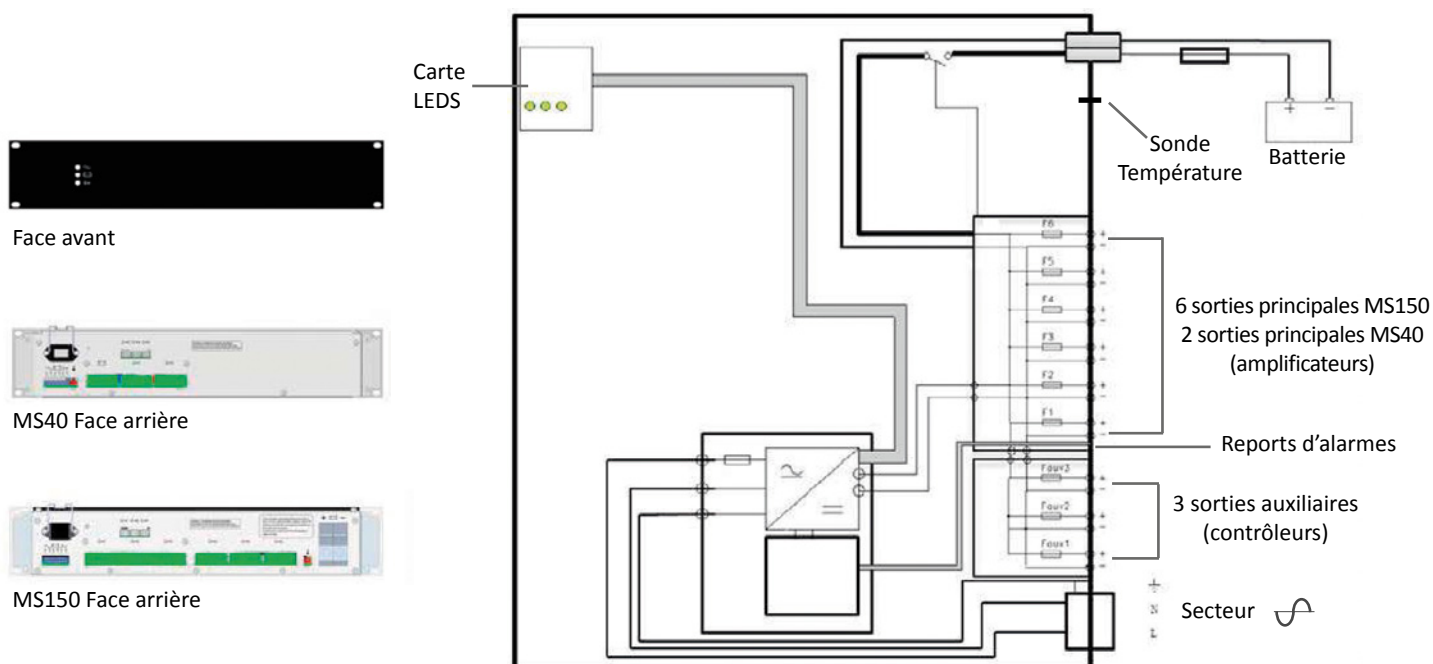 Face avant
MS40 Face arrière
MS150 Face arrière
Carte
LEDS
Sonde
Température
+ −
Batterie
F6
+
−
F5
+
−
F4
+
−
F3
+
−
F2
+
−
F1
+
−
6 sorties principales MS150
2 sorties principales MS40
(amplificateurs)
Reports d’alarmes
Faux3
+
−
Faux2
+
−
Faux1
+
−
3 sorties auxiliaires
(contrôleurs)
N
L
Secteur